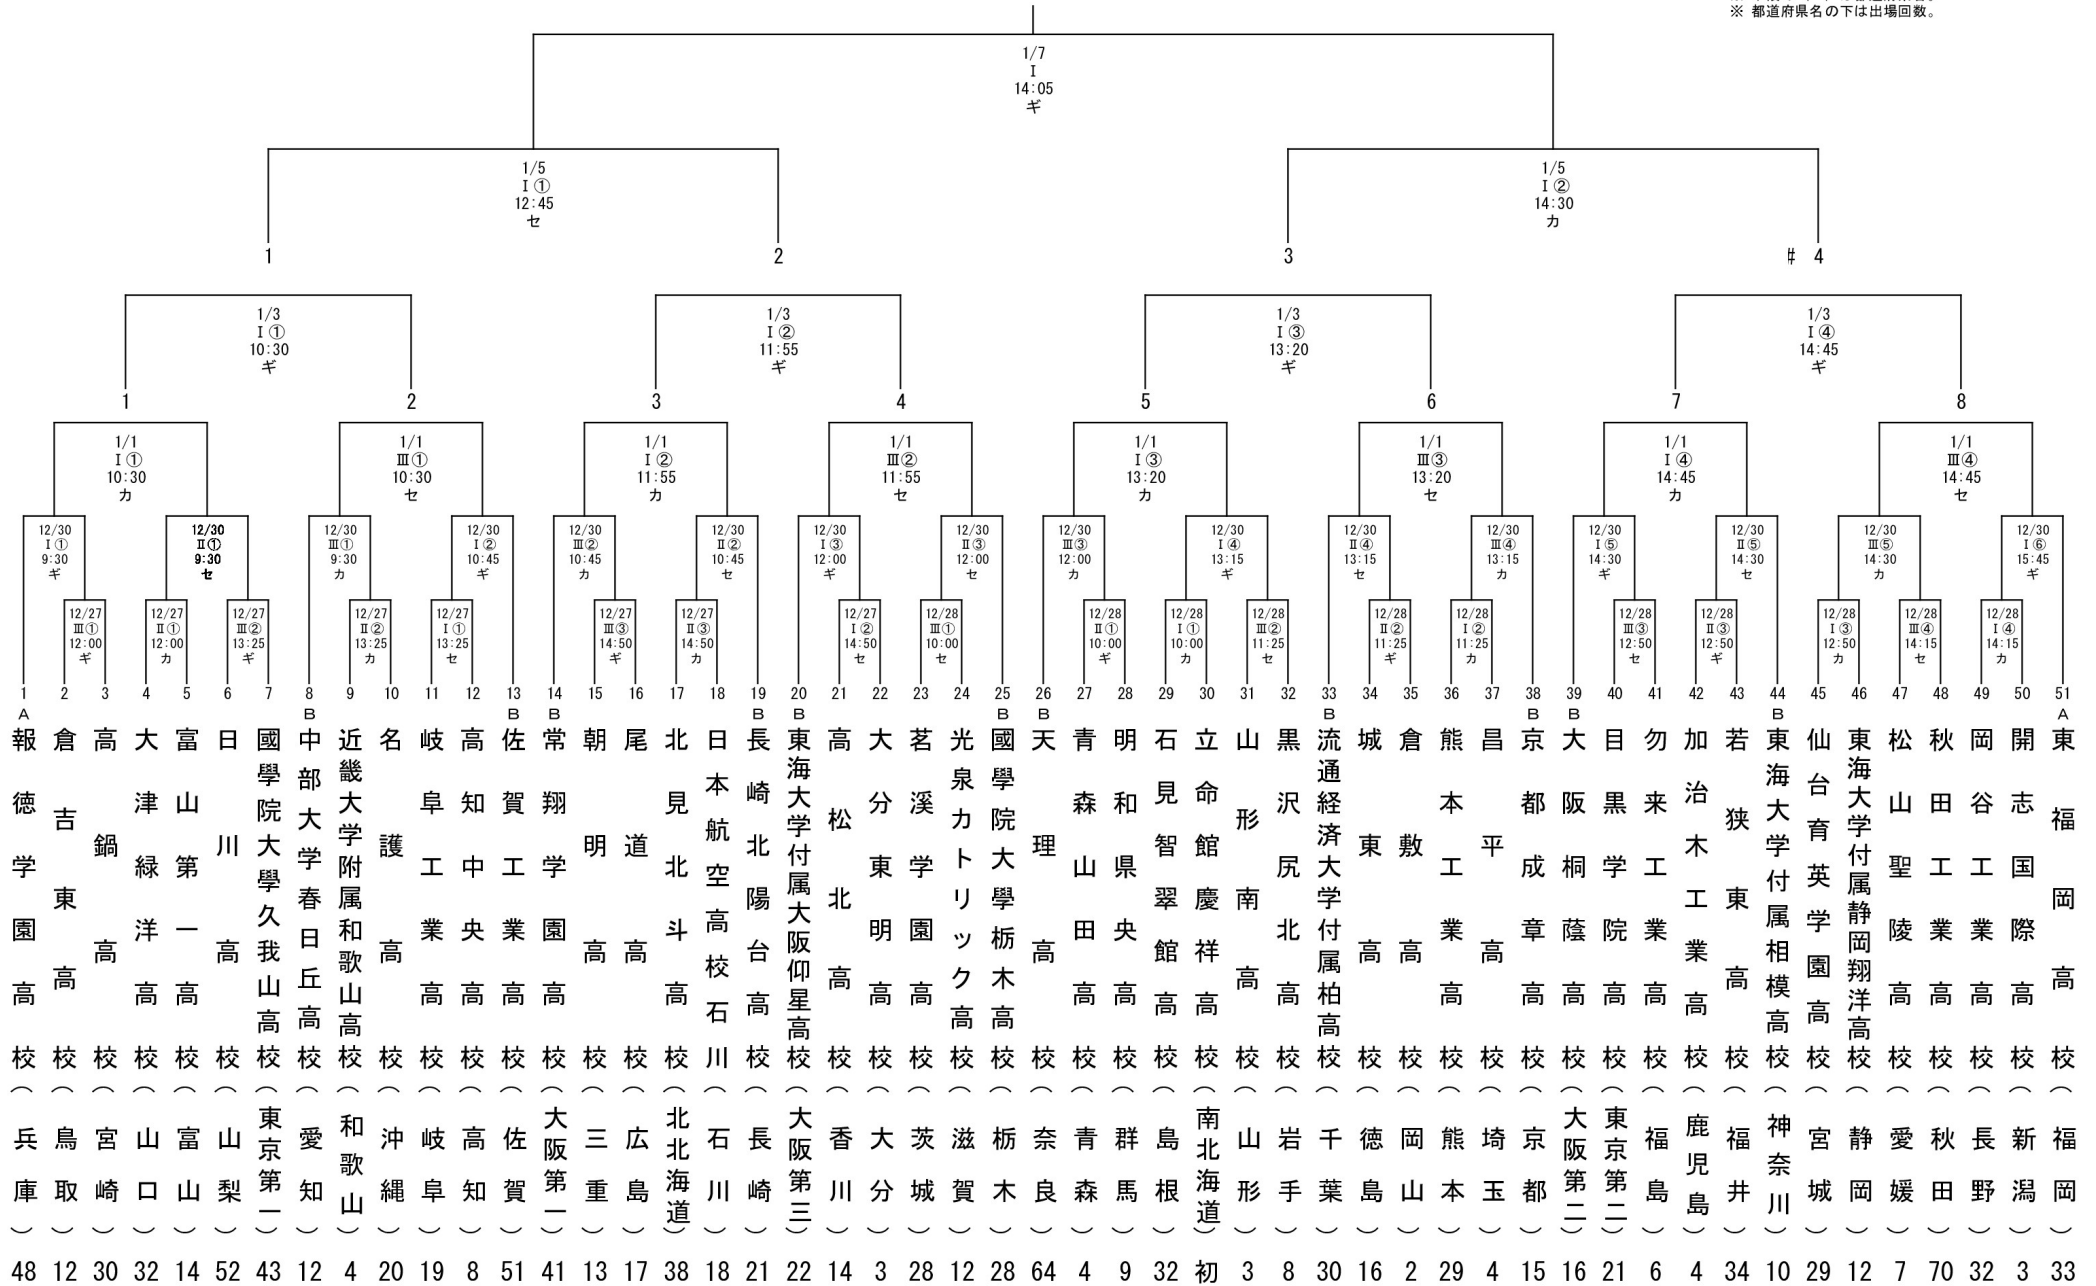 ※ 都道府県名の下は出場回数。
1/7
Ⅰ
14:05
ギ
1/5
Ⅰ①
12:45
セ
1/5
Ⅰ②
14:30
カ
1
2
3
# 4
1/3
Ⅰ①
10:30
ギ
1/3
Ⅰ②
11:55
ギ
1/3
Ⅰ③
13:20
ギ
1/3
Ⅰ④
14:45
ギ
1
2
3
4
5
6
7
8
1/1
Ⅰ①
10:30
カ
1/1
Ⅲ①
10:30
セ
1/1
Ⅰ②
11:55
カ
1/1
Ⅲ②
11:55
セ
1/1
Ⅰ③
13:20
カ
1/1
Ⅲ③
13:20
セ
1/1
Ⅰ④
14:45
カ
1/1
Ⅲ④
14:45
セ
12/30
Ⅰ①
9:30
ギ
12/30
Ⅱ①
9:30
セ
12/30
Ⅲ①
9:30
カ
12/30
Ⅰ②
10:45
ギ
12/30
Ⅲ②
10:45
カ
12/30
Ⅱ②
10:45
セ
12/30
Ⅰ③
12:00
ギ
12/30
Ⅱ③
12:00
セ
12/30
Ⅲ③
12:00
カ
12/30
Ⅰ④
13:15
ギ
12/30
Ⅱ④
13:15
セ
12/30
Ⅲ④
13:15
カ
12/30
Ⅰ⑤
14:30
ギ
12/30
Ⅱ⑤
14:30
セ
12/30
Ⅲ⑤
14:30
カ
12/30
Ⅰ⑥
15:45
ギ
12/27
Ⅲ①
12:00
ギ
12/27
Ⅱ①
12:00
カ
12/27
Ⅲ②
13:25
ギ
12/27
Ⅱ②
13:25
カ
12/27
Ⅰ①
13:25
セ
12/27
Ⅲ③
14:50
ギ
12/27
Ⅱ③
14:50
カ
12/27
Ⅰ②
14:50
セ
12/28
Ⅲ①
10:00
セ
12/28
Ⅱ①
10:00
ギ
12/28
Ⅰ①
10:00
カ
12/28
Ⅲ②
11:25
セ
12/28
Ⅱ②
11:25
ギ
12/28
Ⅰ②
11:25
カ
12/28
Ⅲ③
12:50
セ
12/28
Ⅱ③
12:50
ギ
12/28
Ⅰ③
12:50
カ
12/28
Ⅲ④
14:15
セ
12/28
Ⅰ④
14:15
カ
1 A 報徳学園高校(兵庫) 48
2 倉吉東高校(鳥取) 12
3 高鍋高校(宮崎) 30
4 大津緑洋高校(山口) 32
5 富山第一高校(富山) 14
6 日川高校(山梨) 52
7 國學院大學久我山高校(東京第一) 43
8 B 中部大学春日丘高校(愛知) 12
9 近畿大学附属和歌山高校(和歌山) 4
10 名護高校(沖縄) 20
11 岐阜工業高校(岐阜) 19
12 高知中央高校(高知) 8
13 B 佐賀工業高校(佐賀) 51
14 B 常翔学園高校(大阪第一) 41
15 朝明高校(三重) 13
16 尾道高校(広島) 17
17 北見北斗高校(北北海道) 38
18 日本航空高校石川(石川) 18
19 B 長崎北陽台高校(長崎) 21
20 B 東海大学付属大阪仰星高校(大阪第三) 22
21 高松北高校(香川) 14
22 大分東明高校(大分) 3
23 茗溪学園高校(茨城) 28
24 光泉カトリック高校(滋賀) 12
25 B 國學院大學栃木高校(栃木) 28
26 B 天理高校(奈良) 64
27 青森山田高校(青森) 4
28 明和県央高校(群馬) 9
29 石見智翠館高校(島根) 32
30 立命館慶祥高校(南北海道) 初
31 山形南高校(山形) 3
32 黒沢尻北高校(岩手) 8
33 B 流通経済大学付属柏高校(千葉) 30
34 城東高校(徳島) 16
35 倉敷高校(岡山) 2
36 熊本工業高校(熊本) 29
37 昌平高校(埼玉) 4
38 B 京都成章高校(京都) 15
39 B 大阪桐蔭高校(大阪第二) 16
40 目黒学院高校(東京第二) 21
41 勿来工業高校(福島) 6
42 加治木工業高校(鹿児島) 4
43 若狭東高校(福井) 34
44 B 東海大学付属相模高校(神奈川) 10
45 仙台育英学園高校(宮城) 29
46 東海大学付属静岡翔洋高校(静岡) 12
47 松山聖陵高校(愛媛) 7
48 秋田工業高校(秋田) 70
49 岡谷工業高校(長野) 32
50 開志国際高校(新潟) 3
51 A 東福岡高校(福岡) 33